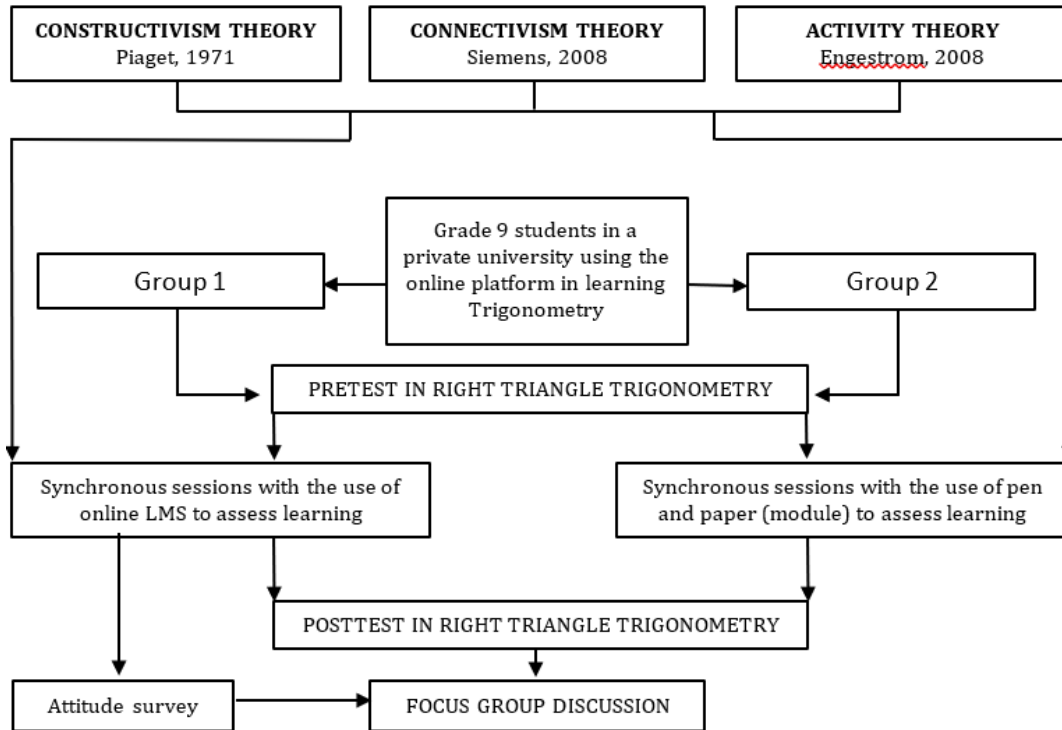 CONSTRUCTIVISM THEORY
Piaget, 1971
CONNECTIVISM THEORY
Siemens, 2008
ACTIVITY THEORY
Engestrom, 2008
Grade 9 students in a
private university using the
online platform in learning
Trigonometry
Group 1
Group 2
PRETEST IN RIGHT TRIANGLE TRIGONOMETRY
Synchronous sessions with the use of
online LMS to assess learning
Synchronous sessions with the use of pen
and paper (module) to assess learning
POSTTEST IN RIGHT TRIANGLE TRIGONOMETRY
Attitude survey
FOCUS GROUP DISCUSSION